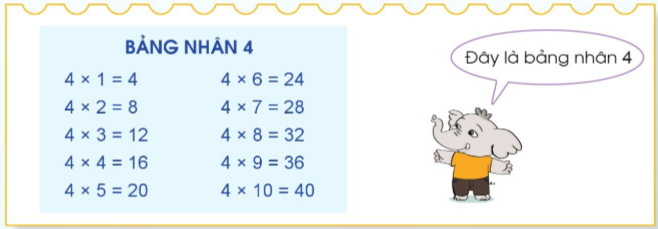 BẢNG NHÂN 4
4 × 1 = 4
4 × 2 = 8
4 × 3 = 12
4 × 4 = 16
4 × 5 = 20
4 × 6 = 24
4 × 7 = 28
4 × 8 = 32
4 × 9 = 36
4 × 10 = 40
Đây là bảng nhân 4